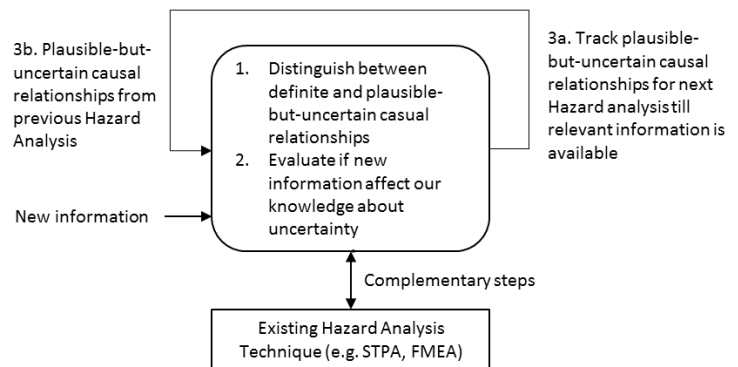 3b. Plausible-but-
uncertain causal
relationships from
previous Hazard
Analysis
New information
1. Distinguish between
definite and plausible-
but-uncertain casual
relationships
2. Evaluate if new
information affect our
knowledge about
uncertainty
3a. Track plausible-
but-uncertain causal
relationships for next
Hazard analysis till
relevant information is
available
Complementary steps
Existing Hazard Analysis
Technique (e.g. STPA, FMEA)